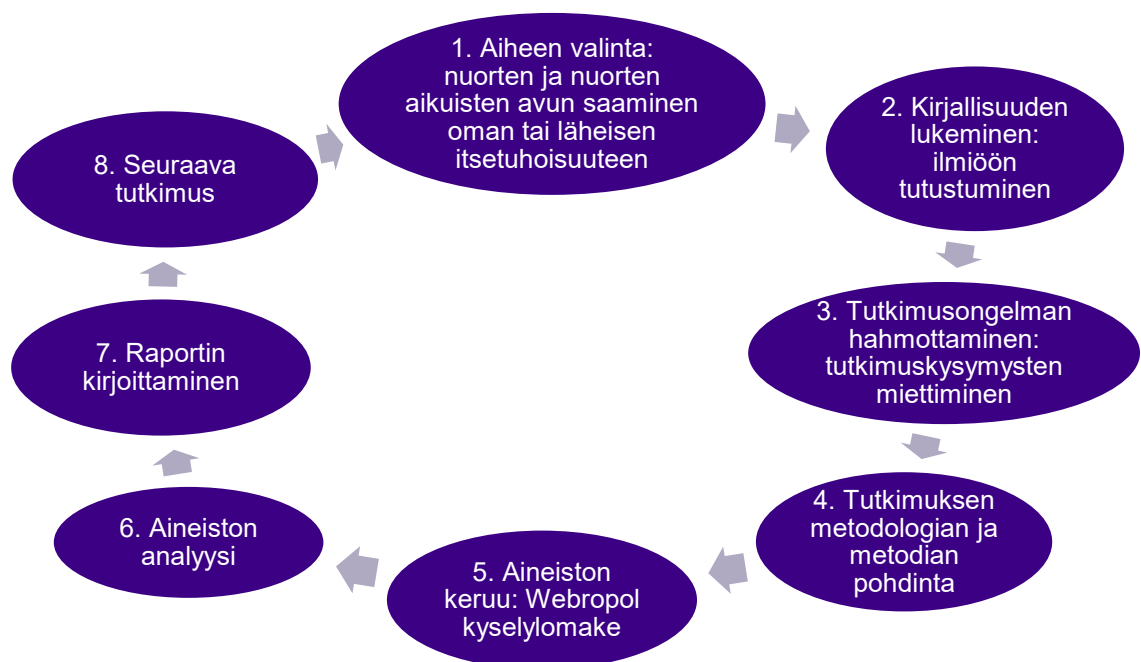 1. Aiheen valinta:
nuorten ja nuorten
aikuisten avun saaminen
oman tai läheisen
itsetuhoisuuteen
2. Kirjallisuuden
lukeminen:
ilmiöön
tutustuminen
3. Tutkimusongelman
hahmottaminen:
tutkimuskysymysten
miettiminen
4. Tutkimuksen
metodologian ja
metodian
pohdinta
5. Aineiston
keruu: Webropol
kyselylomake
6. Aineiston
analyysi
7. Raportin
kirjoittaminen
8. Seuraava
tutkimus